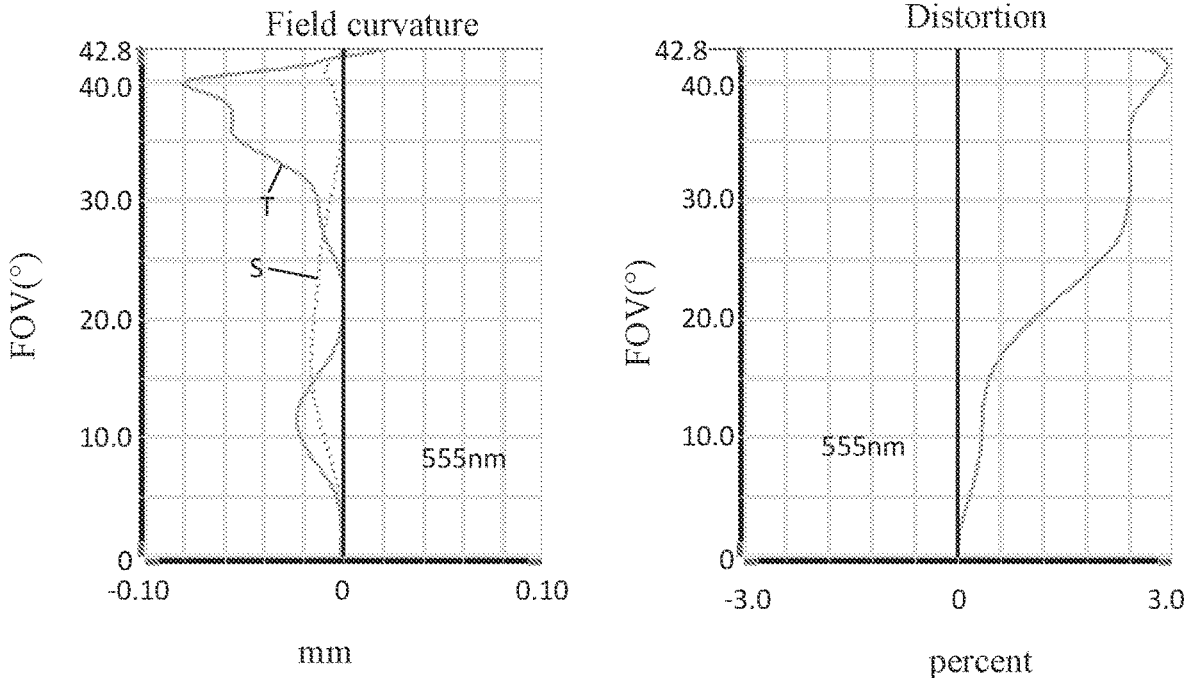 Field curvature
42.8
40.0
30.0
T
S
20.0
10.0
555nm
0
-0.10 0 0.10
FOV(°)
mm
Distortion
42.8
40.0
30.0
20.0
10.0
555nm
0
-3.0 0 3.0
FOV(°)
percent